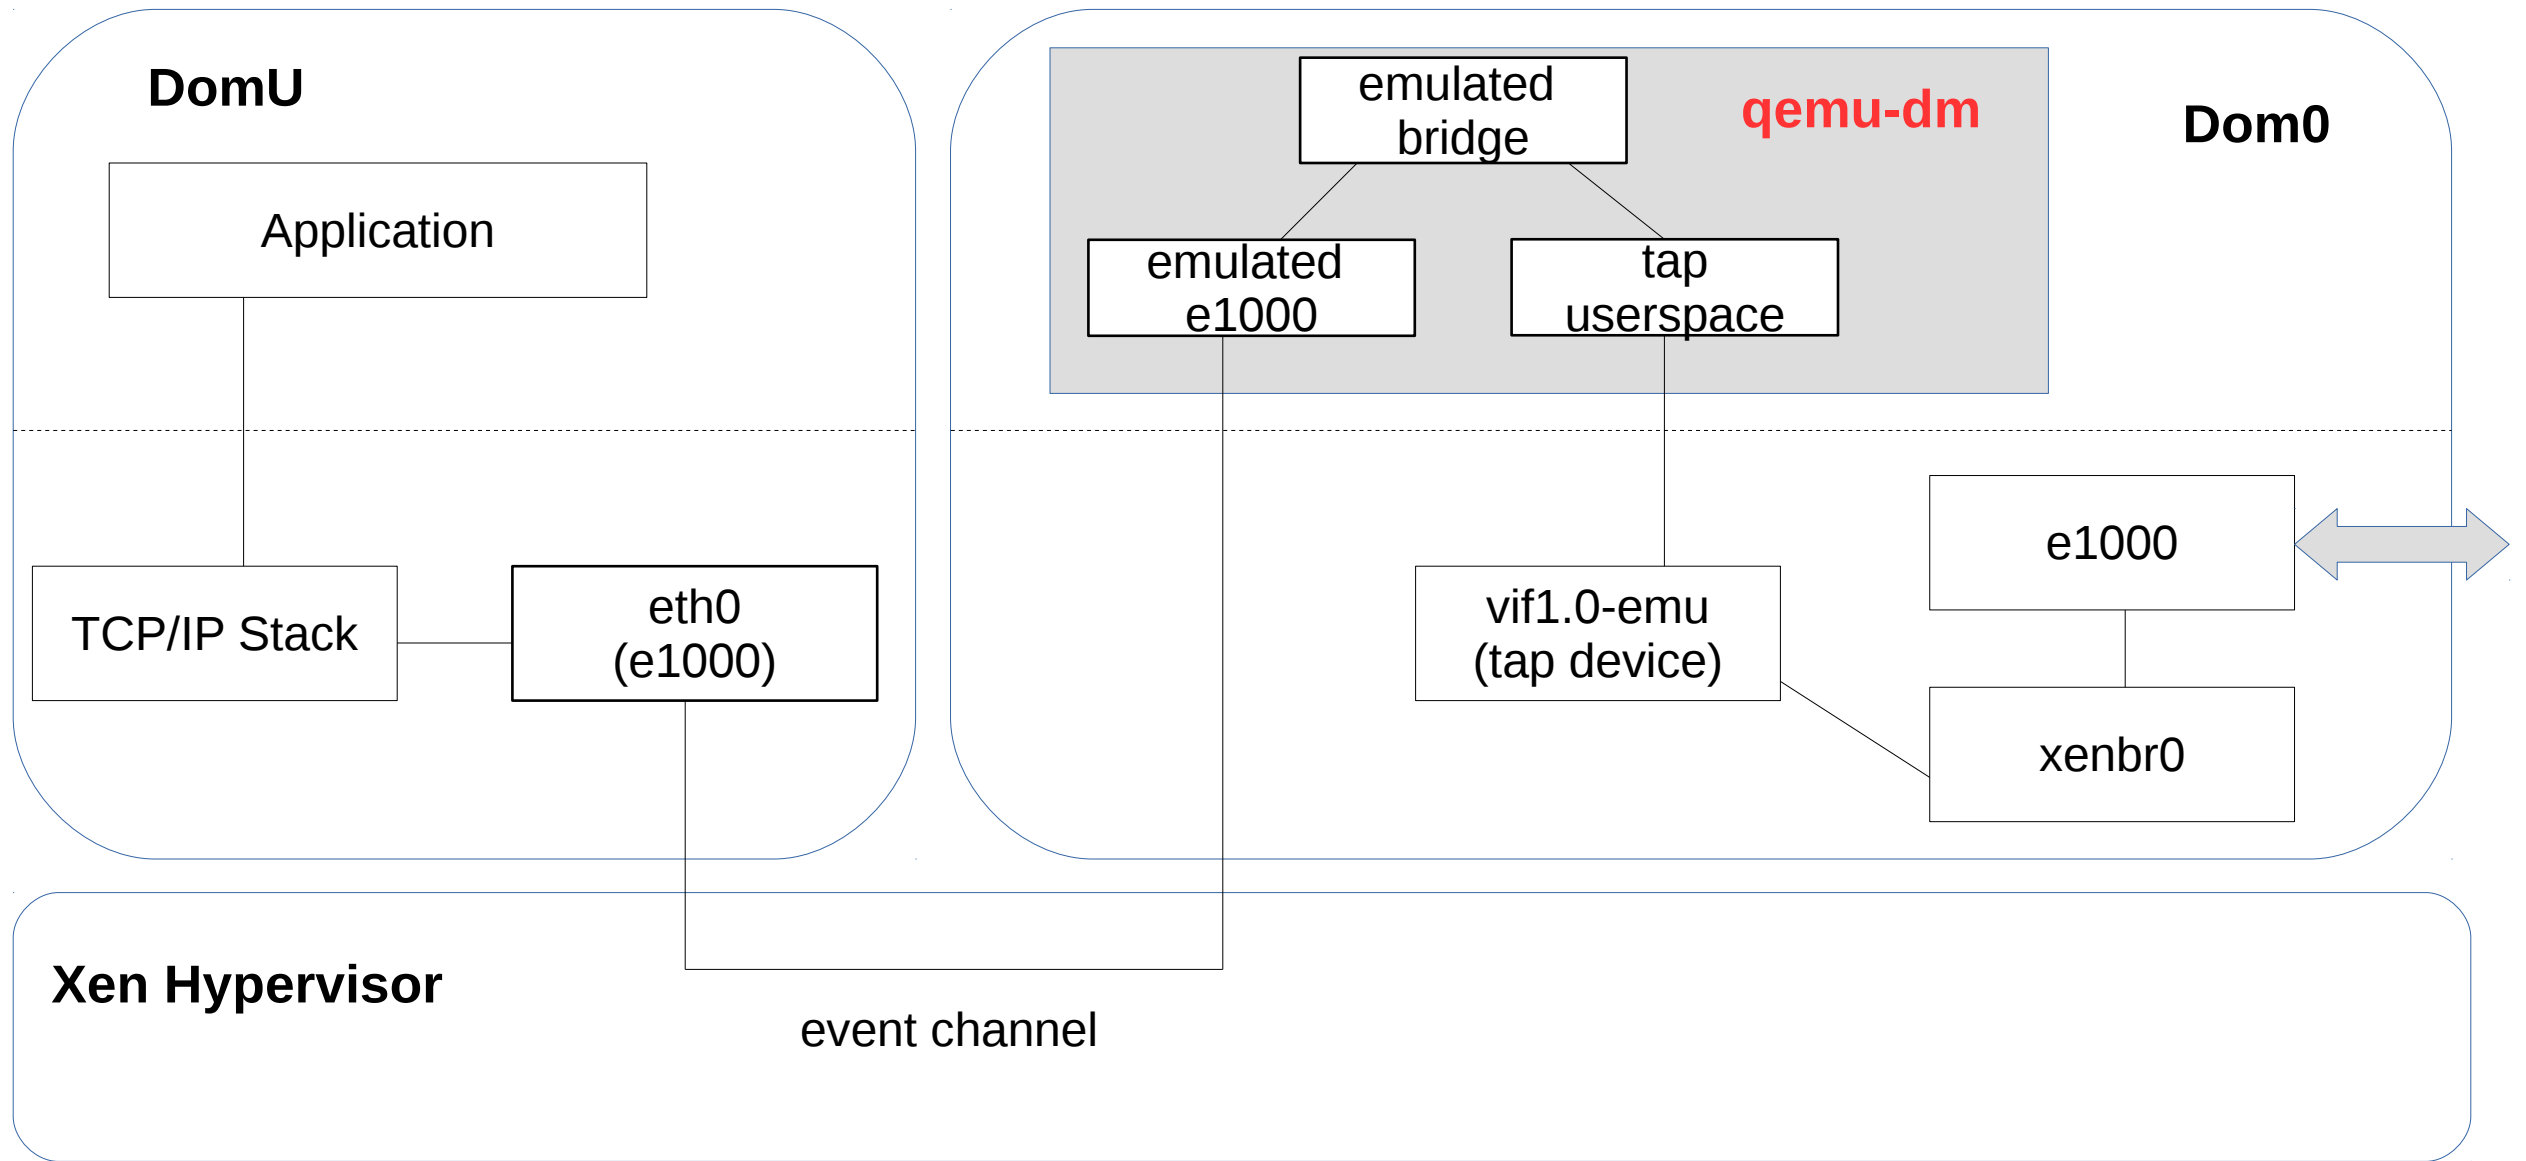 DomU
Application
TCP/IP Stack
eth0
(e1000)
emulated
bridge
qemu-dm
Dom0
emulated
e1000
tap
userspace
vif1.0-emu
(tap device)
e1000
xenbr0
Xen Hypervisor
event channel